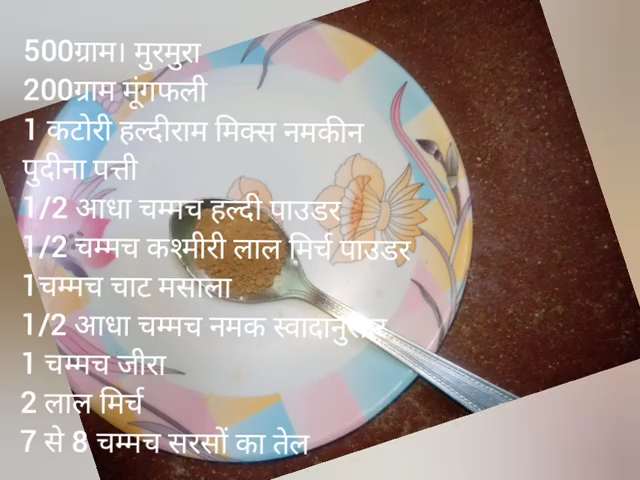 500ग्राम। मुरमुरा
200ग्राम मूंगफली
1 कटोरी हल्दीराम मिक्स नमकीन
पुदीना पत्ती
1/2 आधा चम्मच हल्दी पाउडर
1/2 चम्मच कश्मीरी लाल मिर्च पाउडर
1चम्मच चाट मसाला
1/2 आधा चम्मच नमक स्वादानुसार
1 चम्मच जीरा
2 लाल मिर्च
7 से 8 चम्मच सरसों का तेल